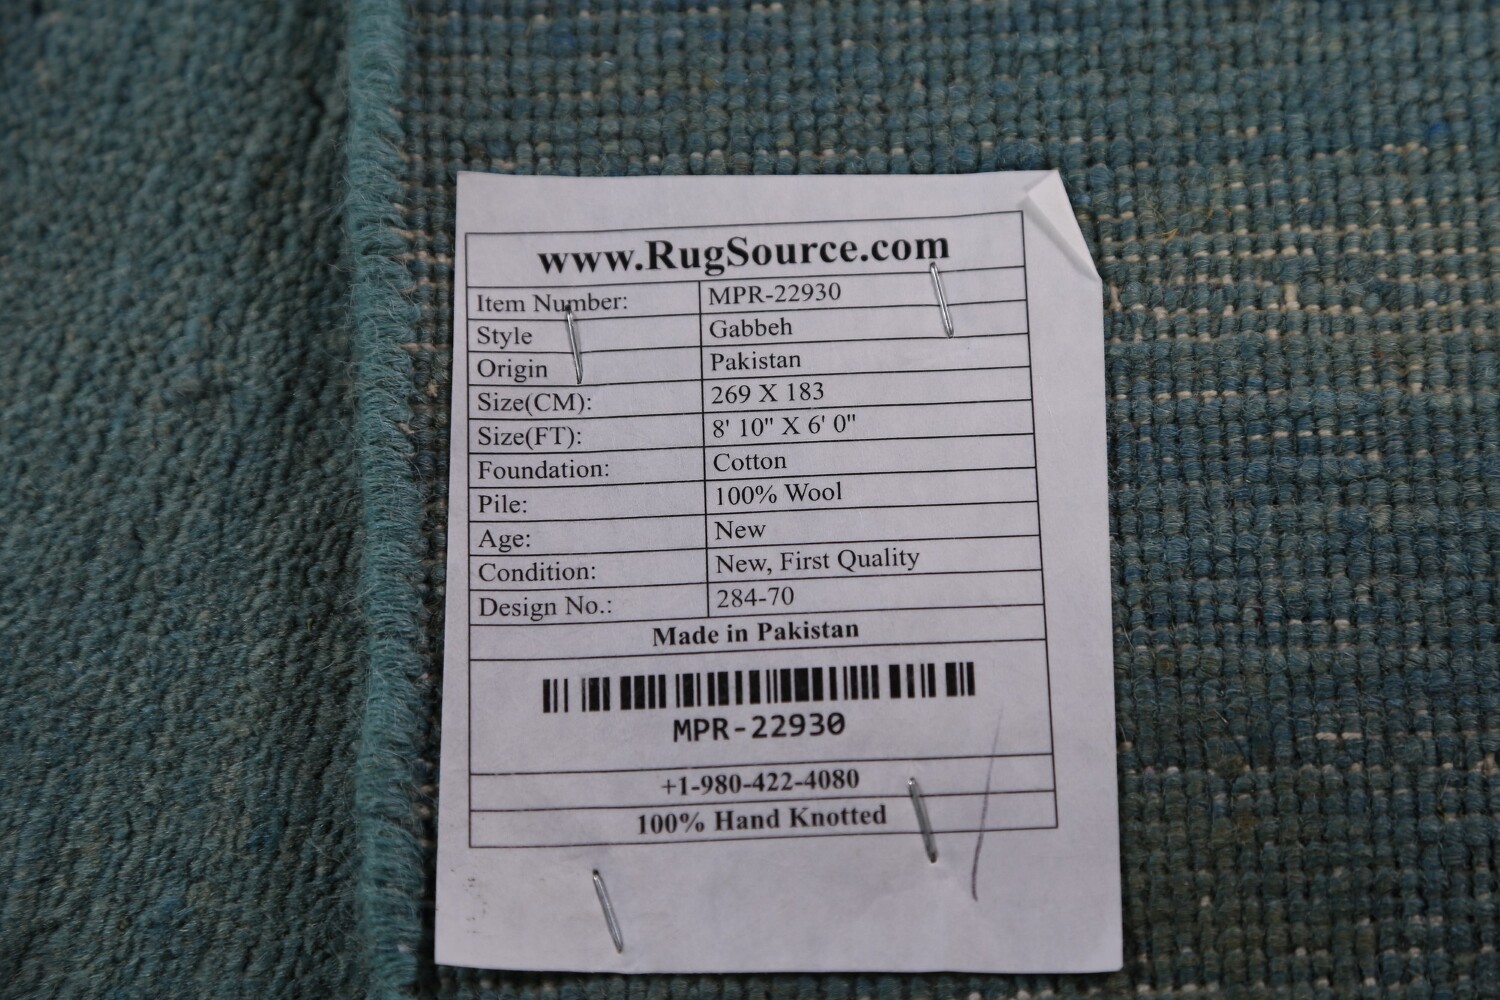 www.RugSource.com
Item Number: MPR-22930
Style Gabbeh
Origin Pakistan
Size(CM): 269 X 183
Size(FT): 8' 10" X 6' 0"
Foundation: Cotton
Pile: 100% Wool
Age: New
Condition: New, First Quality
Design No.: 284-70
Made in Pakistan
MPR-22930
+1-980-422-4080
100% Hand Knotted